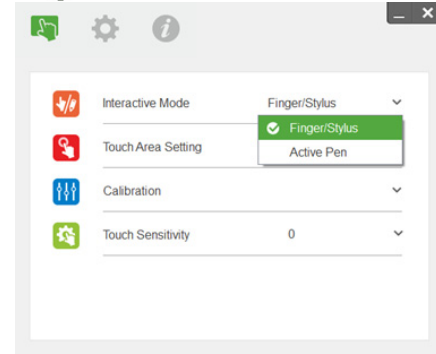 Interactive Mode Finger/Stylus
Finger/Stylus
Touch Area Setting
Active Pen
Calibration
Touch Sensitivity 0